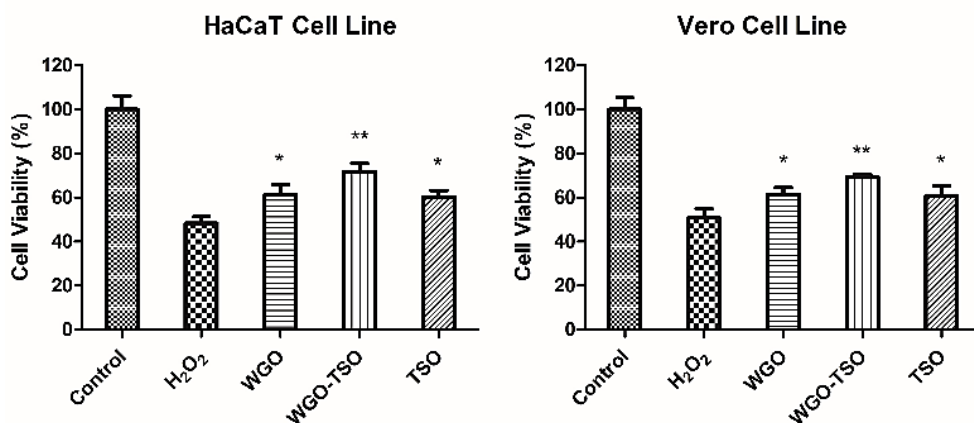 HaCaT Cell Line
Cell Viability (%)
120
100
80
60
40
20
0
*
**
*
Control
H₂O₂
WGO
WGO-TSO
TSO
Vero Cell Line
Cell Viability (%)
120
100
80
60
40
20
0
*
**
*
Control
H₂O₂
WGO
WGO-TSO
TSO